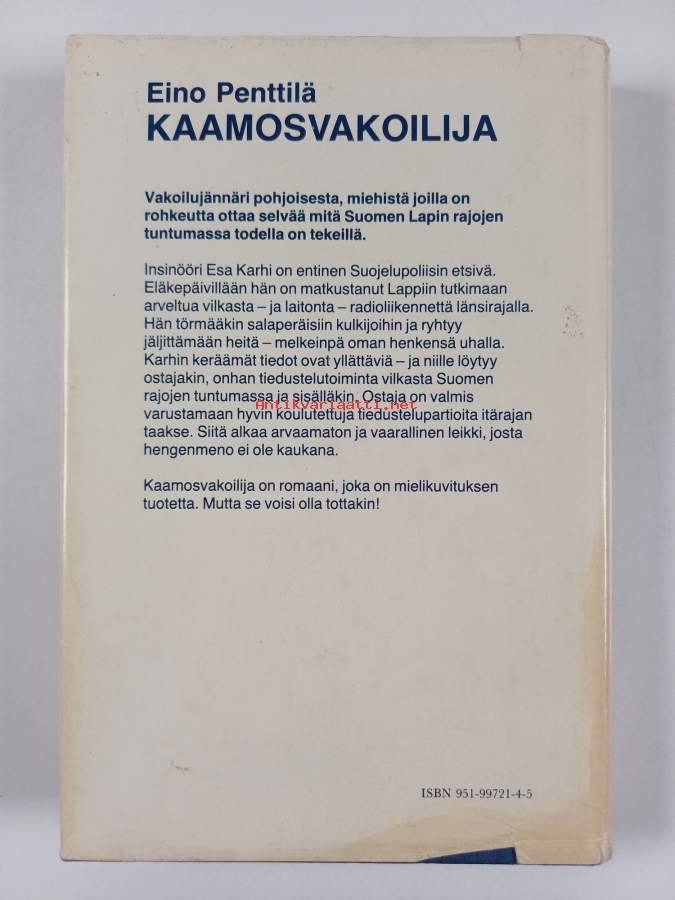 Eino Penttilä
KAAMOSVAKOILIJA
Vakoilujännäri pohjoisesta, miehistä joilla on
rohkeutta ottaa selvää mitä Suomen Lapin rajojen
tuntumassa todella on tekeillä.
Insinööri Esa Karhi on entinen Suojelupoliisin etsivä.
Eläkepäivillään hän on matkustanut Lappiin tutkimaan
arveltua vilkasta – ja laitonta – radioliikennettä länsirajalla.
Hän törmääkin salaperäisiin kulkijoihin ja ryhtyy
jäljittämään heitä – melkeinpä oman henkensä uhalla.
Karhin keräämät tiedot ovat yllättäviä – ja niille löytyy
ostajakin, onhan tiedustelutoiminta vilkasta Suomen
rajojen tuntumassa ja sisälläkin. Ostaja on valmis
Antikvariaatti.net
varustamaan hyvin koulutettuja tiedustelupartioita itärajan
taakse. Siitä alkaa arvaamaton ja vaarallinen leikki, josta
hengenmeno ei ole kaukana.
Kaamosvakoilija on romaani, joka on mielikuvituksen
tuotetta. Mutta se voisi olla tottakin!
ISBN 951-99721-4-5